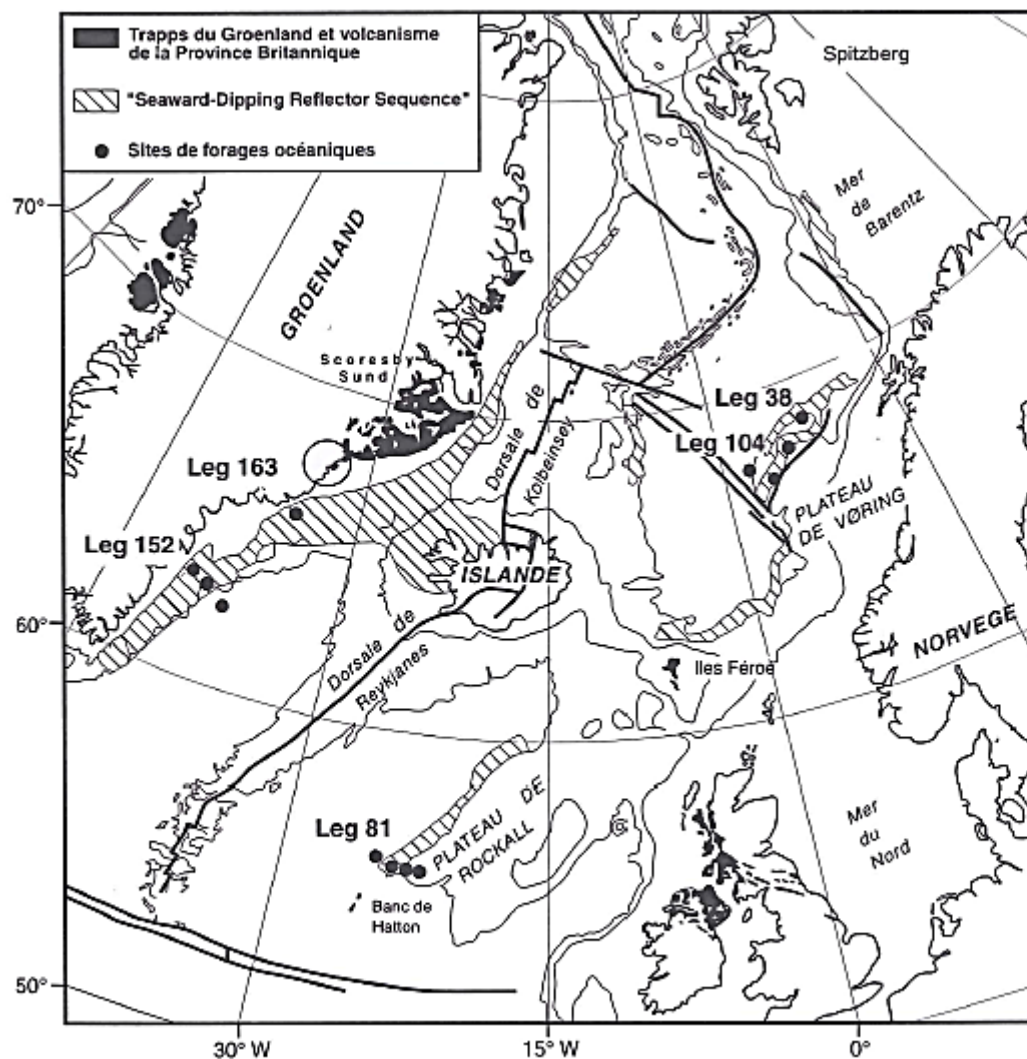 Trapps du Groenland et volcanisme
de la Province Britannique
"Seaward-Dipping Reflector Sequence"
Sites de forages océaniques
Spitzberg
70°
Mer
de
Barentz
GROENLAND
Scoresby
Sund
Dorsale de
Kolbeinsey
Leg 38
Leg 104
Leg 163
PLATEAU
DE VØRING
Leg 152
ISLANDE
60°
NORVEGE
Dorsale de
Reykjanes
Iles Féroé
Leg 81
PLATEAU DE
ROCKALL
Mer
du
Nord
Banc de
Hatton
50°
30° W
15° W
0°